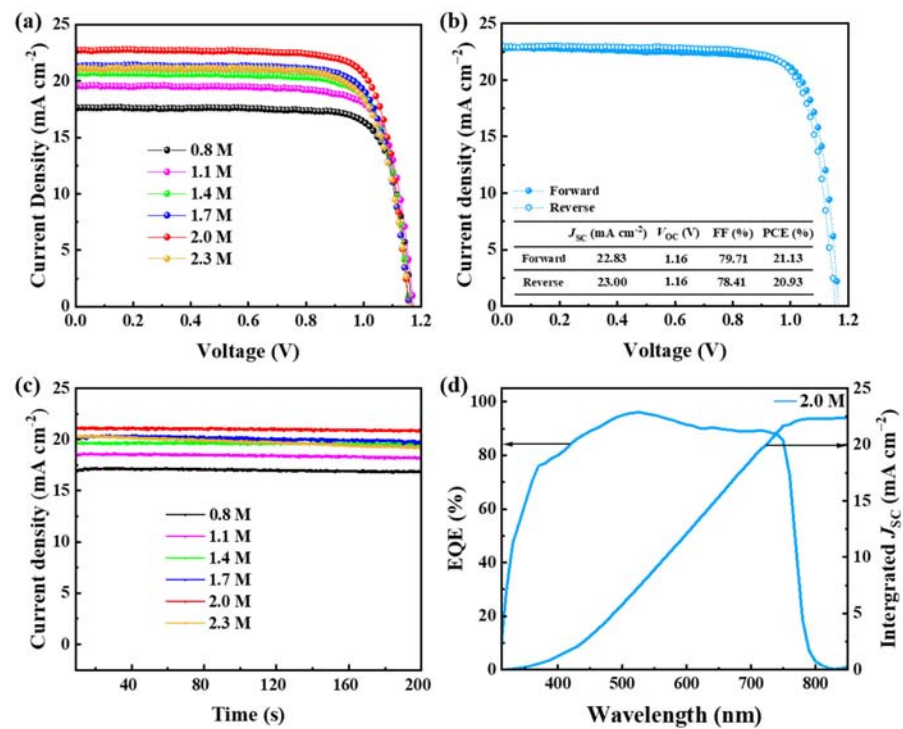 (a)
25
20
15
10
5
0
Current Density (mA cm⁻²)
0.8 M
1.1 M
1.4 M
1.7 M
2.0 M
2.3 M
0.0 0.2 0.4 0.6 0.8 1.0 1.2
Voltage (V)
(b)
25
20
15
10
5
0
Current density (mA cm⁻²)
Forward
Reverse
JSC (mA cm⁻²) VOC (V) FF (%) PCE (%)
Forward 22.83 1.16 79.71 21.13
Reverse 23.00 1.16 78.41 20.93
0.0 0.2 0.4 0.6 0.8 1.0 1.2
Voltage (V)
(c)
25
20
15
10
5
0
Current density (mA cm⁻²)
0.8 M
1.1 M
1.4 M
1.7 M
2.0 M
2.3 M
40 80 120 160 200
Time (s)
(d)
100
80
60
40
20
0
EQE (%)
2.0 M
25
20
15
10
5
0
Intergrated JSC (mA cm⁻²)
400 500 600 700 800
Wavelength (nm)